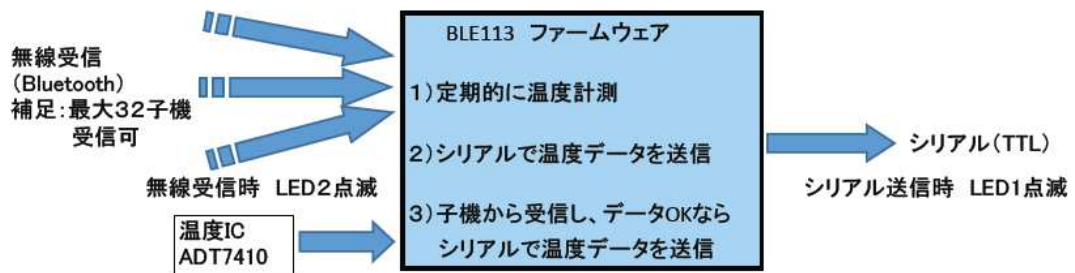 無線受信
(Bluetooth)
補足:最大32子機
受信可
無線受信時 LED2点滅
温度IC
ADT7410
BLE113 ファームウェア
1)定期的に温度計測
2)シリアルで温度データを送信
3)子機から受信し、データOKなら
シリアルで温度データを送信
シリアル(TTL)
シリアル送信時 LED1点滅